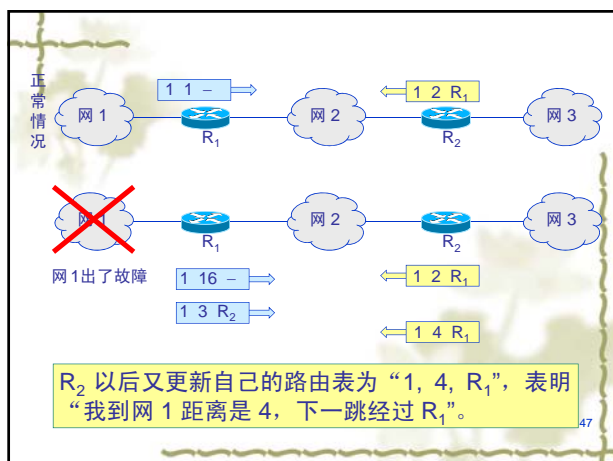 正常情况
1 1 –
1 2 R₁
网 1
网 2
网 3
R₁
R₂
网 1
网 2
网 3
R₁
R₂
网 1出了故障
1 16 –
1 2 R₁
1 3 R₂
1 4 R₁
R₂ 以后又更新自己的路由表为“1, 4, R₁”，表明
“我到网 1 距离是 4，下一跳经过 R₁”。
47